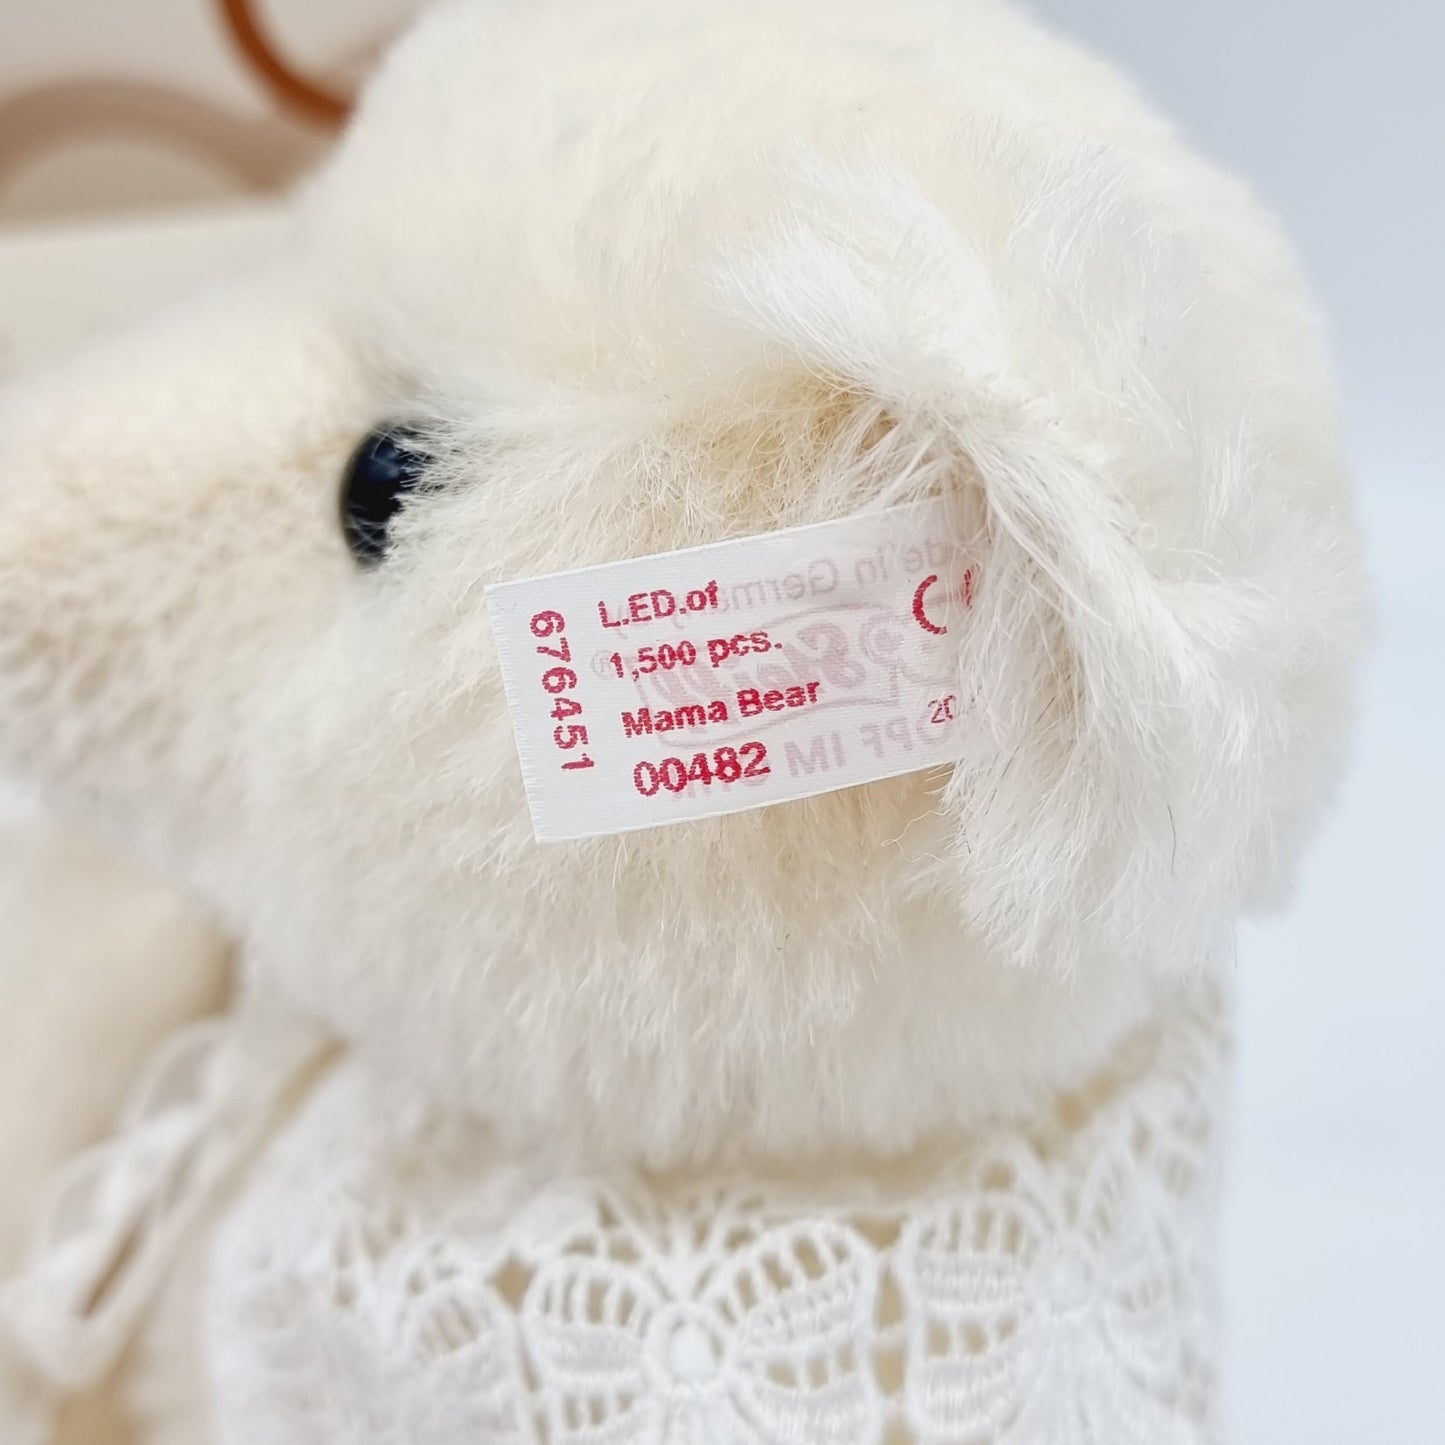 676451
L.ED.of
1,500 pcs.
Mama Bear
00482